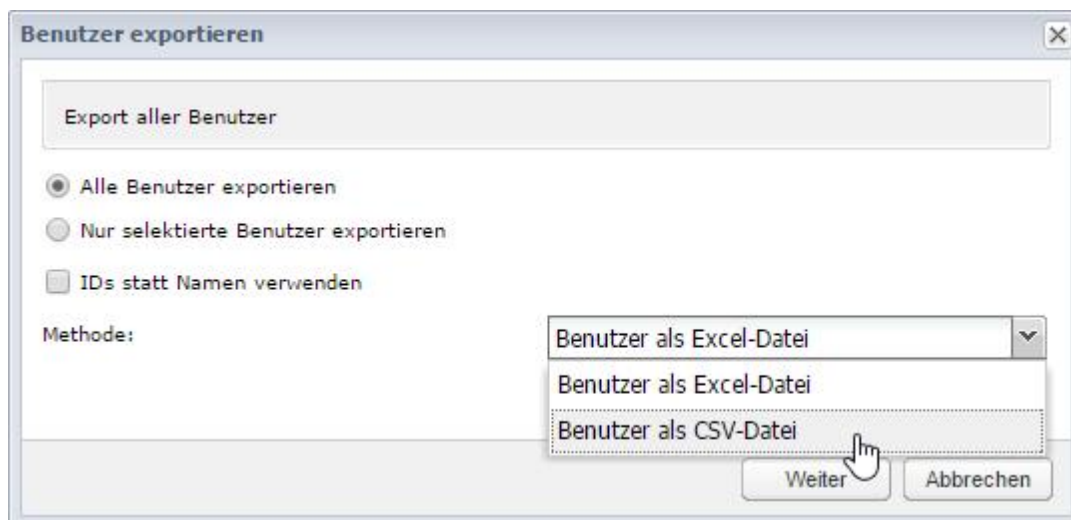 Benutzer exportieren
Export aller Benutzer
Alle Benutzer exportieren
Nur selektierte Benutzer exportieren
IDs statt Namen verwenden
Methode:
Benutzer als Excel-Datei
Benutzer als Excel-Datei
Benutzer als CSV-Datei
Weiter
Abbrechen